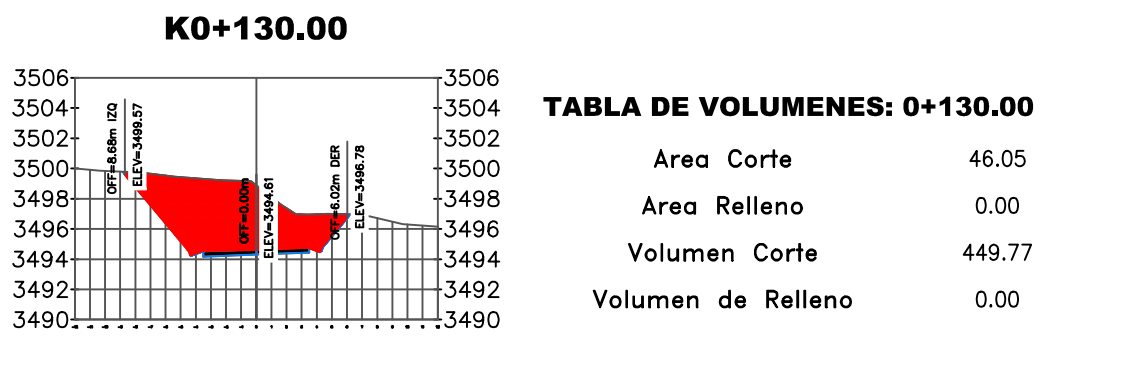 K0+130.00
3506 3506
3504 3504
3502 3502
3500 3500
3498 3498
3496 3496
3494 3494
3492 3492
3490 3490
OFF=8.68m IZQ
ELEV=3499.57
OFF=0.00m
ELEV=3494.61
OFF=6.02m DER
ELEV=3496.78
TABLA DE VOLUMENES: 0+130.00
Area Corte 46.05
Area Relleno 0.00
Volumen Corte 449.77
Volumen de Relleno 0.00